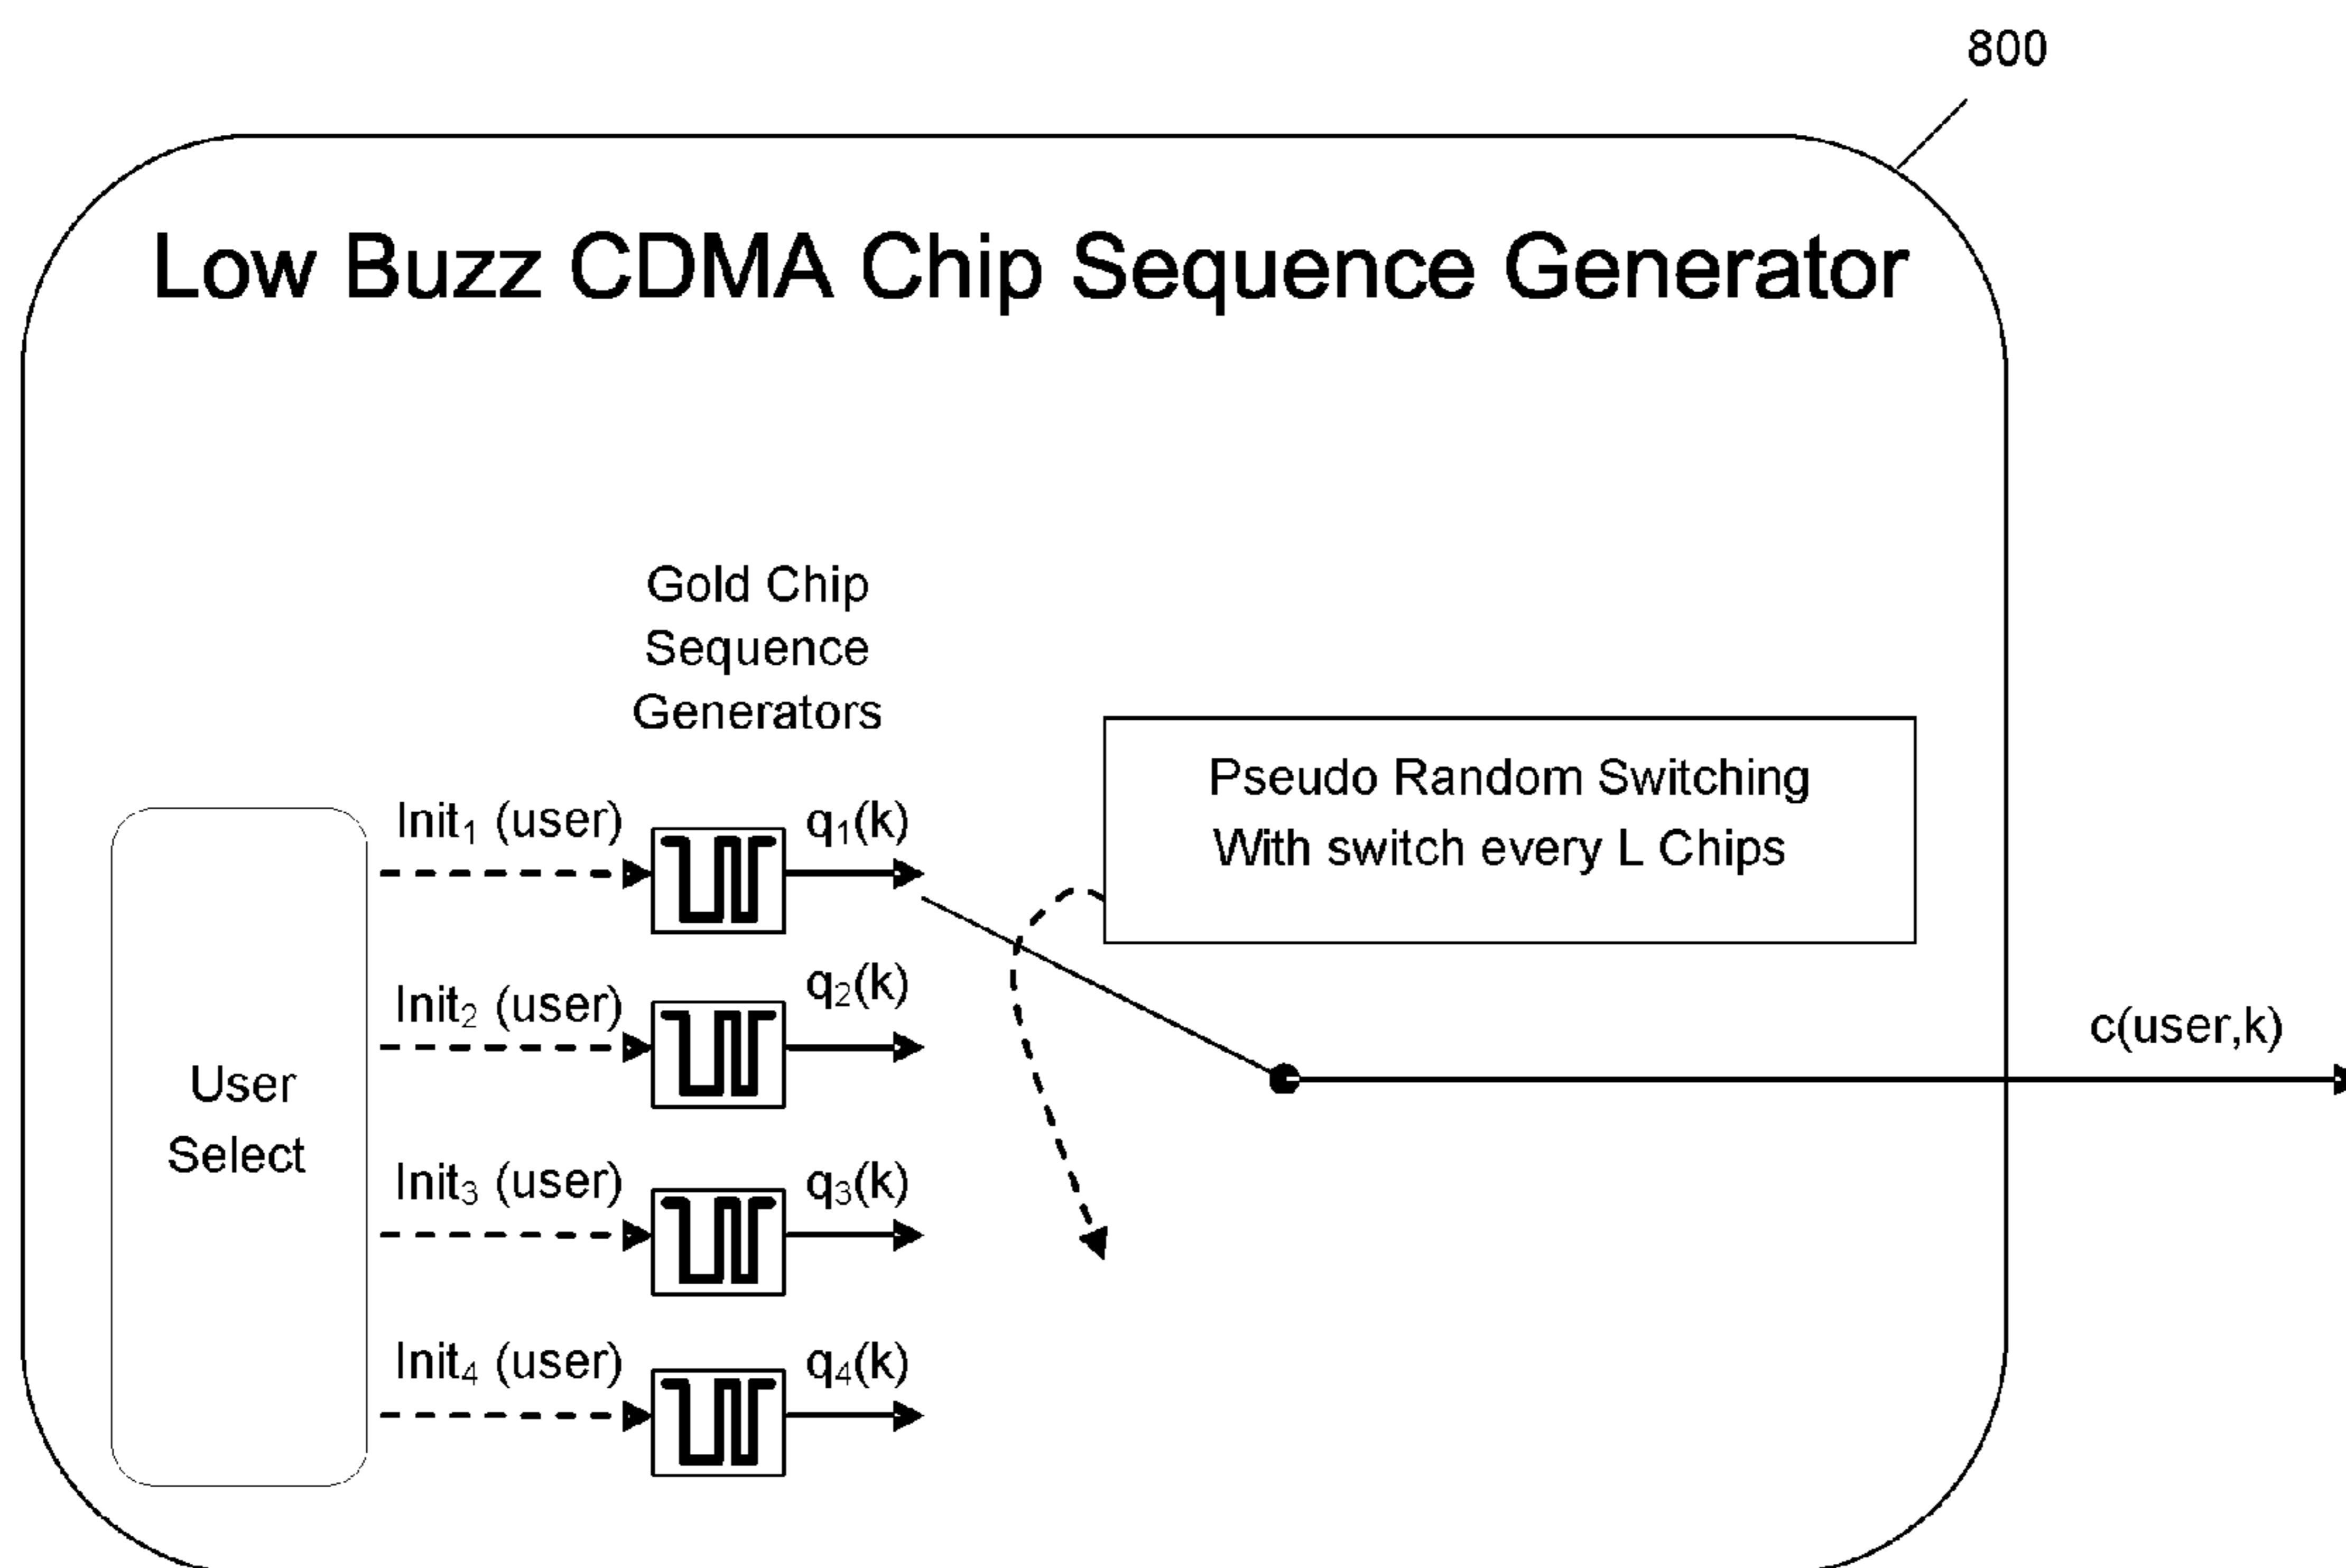 800
Low Buzz CDMA Chip Sequence Generator
Gold Chip
Sequence
Generators
Pseudo Random Switching
With switch every L Chips
Init₁ (user)
q₁(k)
Init₂ (user)
q₂(k)
c(user,k)
User
Select
Init₃ (user)
q₃(k)
Init₄ (user)
q₄(k)